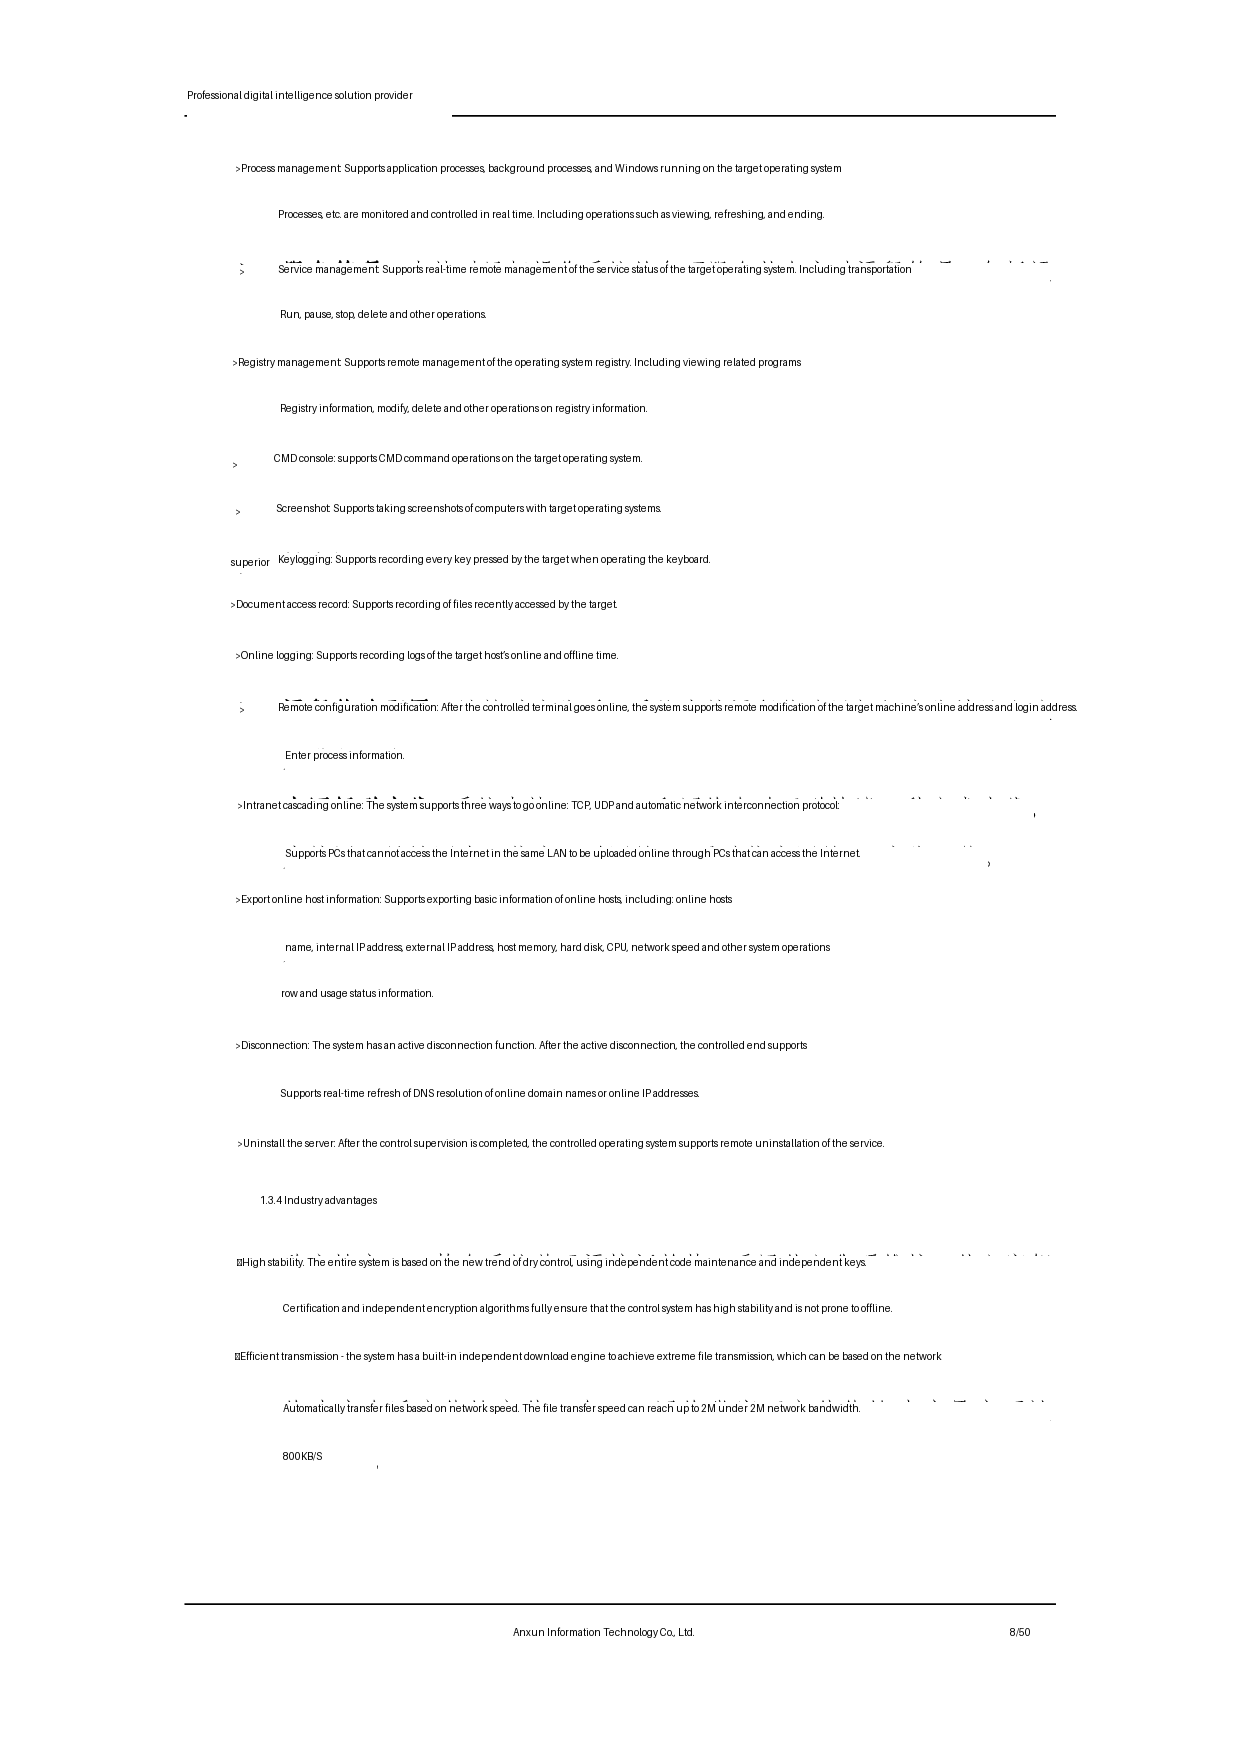 Professional digital intelligence solution provider
>Process management: Supports application processes, background processes, and Windows running on the target operating system
Processes, etc. are monitored and controlled in real time. Including operations such as viewing, refreshing, and ending.
> Service management: Supports real-time remote management of the service status of the target operating system. Including transportation
Run, pause, stop, delete and other operations.
>Registry management: Supports remote management of the operating system registry. Including viewing related programs
Registry information, modify, delete and other operations on registry information.
> CMD console: supports CMD command operations on the target operating system.
> Screenshot: Supports taking screenshots of computers with target operating systems.
superior Keylogging: Supports recording every key pressed by the target when operating the keyboard.
>Document access record: Supports recording of files recently accessed by the target.
>Online logging: Supports recording logs of the target host's online and offline time.
> Remote configuration modification: After the controlled terminal goes online, the system supports remote modification of the target machine's online address and login address.
Enter process information.
>Intranet cascading online: The system supports three ways to go online: TCP, UDP and automatic network interconnection protocol:
Supports PCs that cannot access the Internet in the same LAN to be uploaded online through PCs that can access the Internet.
>Export online host information: Supports exporting basic information of online hosts, including: online hosts
name, internal IP address, external IP address, host memory, hard disk, CPU, network speed and other system operations
row and usage status information.
>Disconnection: The system has an active disconnection function. After the active disconnection, the controlled end supports
Supports real-time refresh of DNS resolution of online domain names or online IP addresses.
>Uninstall the server: After the control supervision is completed, the controlled operating system supports remote uninstallation of the service.
1.3.4 Industry advantages
High stability. The entire system is based on the new trend of dry control, using independent code maintenance and independent keys.
Certification and independent encryption algorithms fully ensure that the control system has high stability and is not prone to offline.
Efficient transmission - the system has a built-in independent download engine to achieve extreme file transmission, which can be based on the network
Automatically transfer files based on network speed. The file transfer speed can reach up to 2M under 2M network bandwidth.
800KB/S
Anxun Information Technology Co., Ltd. 8/50